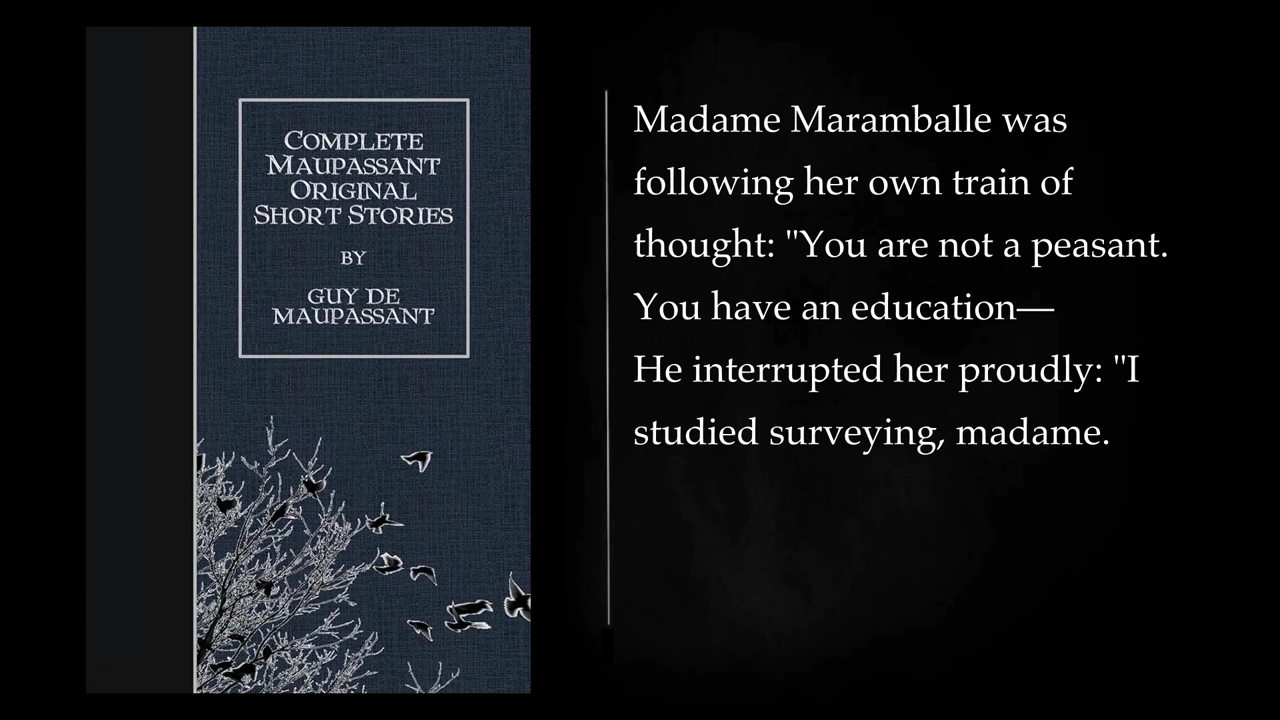 COMPLETE
MAUPASSANT
ORIGINAL
SHORT STORIES
BY
GUY DE
MAUPASSANT
Madame Maramballe was
following her own train of
thought: "You are not a peasant.
You have an education—
He interrupted her proudly: "I
studied surveying, madame.